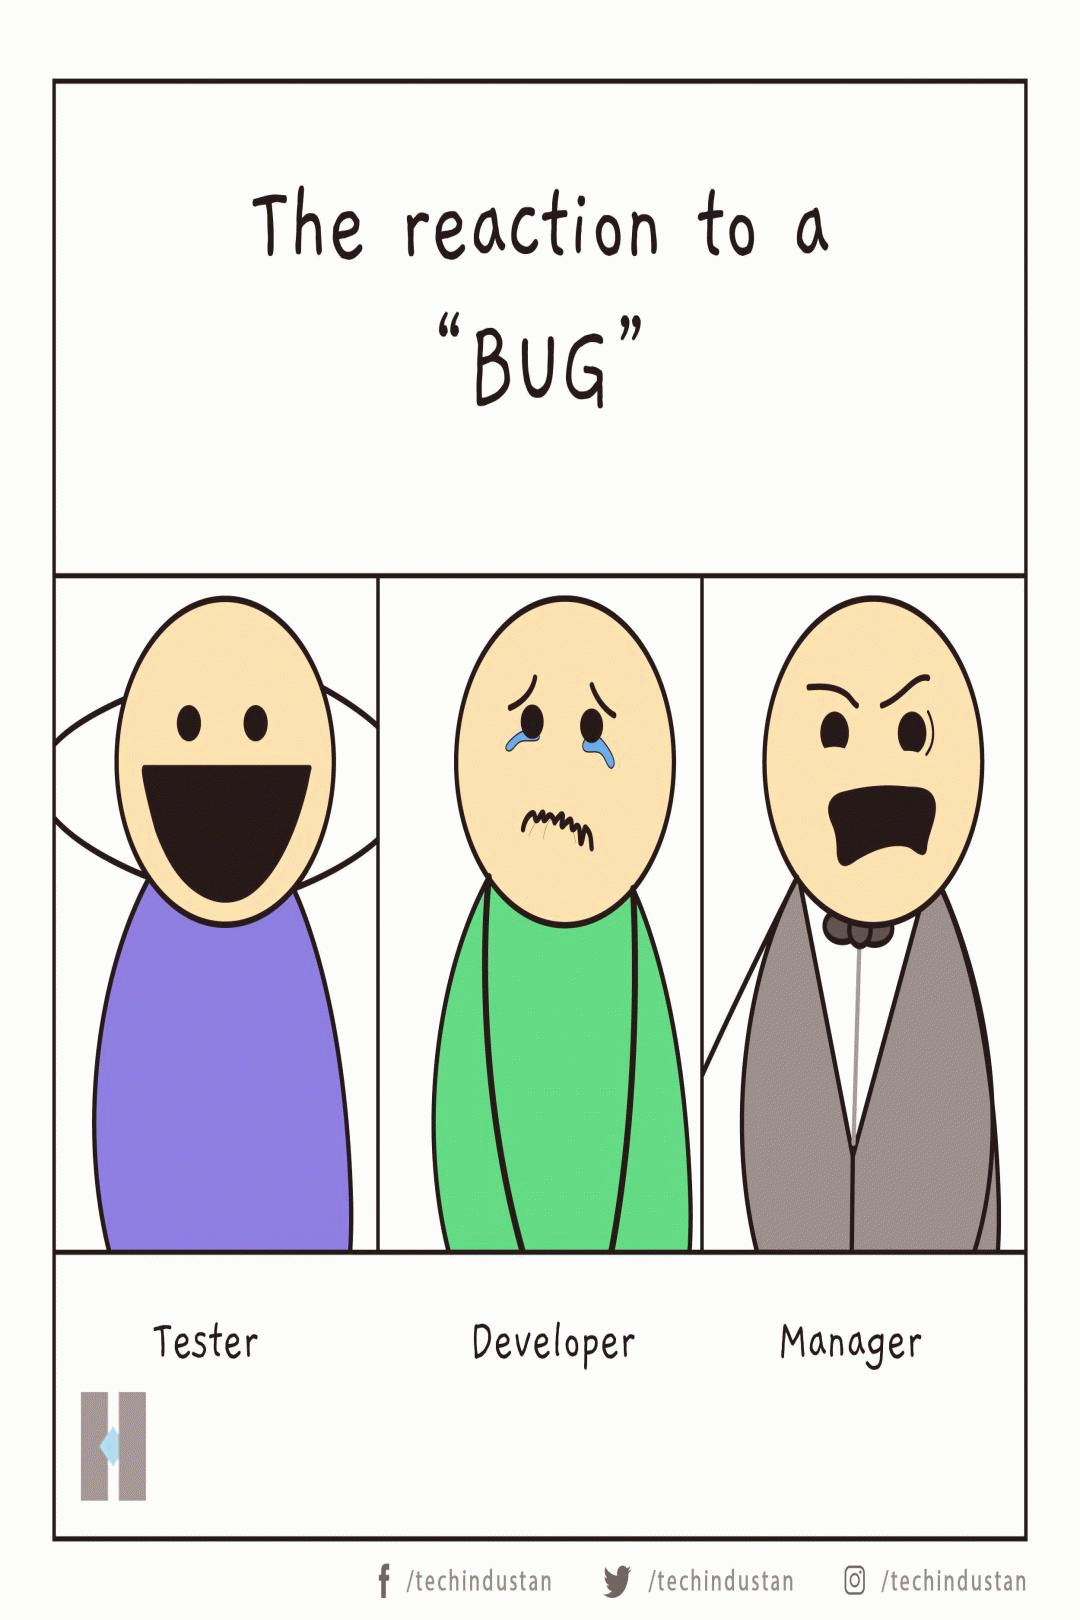 The reaction to a
“BUG”
Tester Developer Manager
/techindustan /techindustan /techindustan